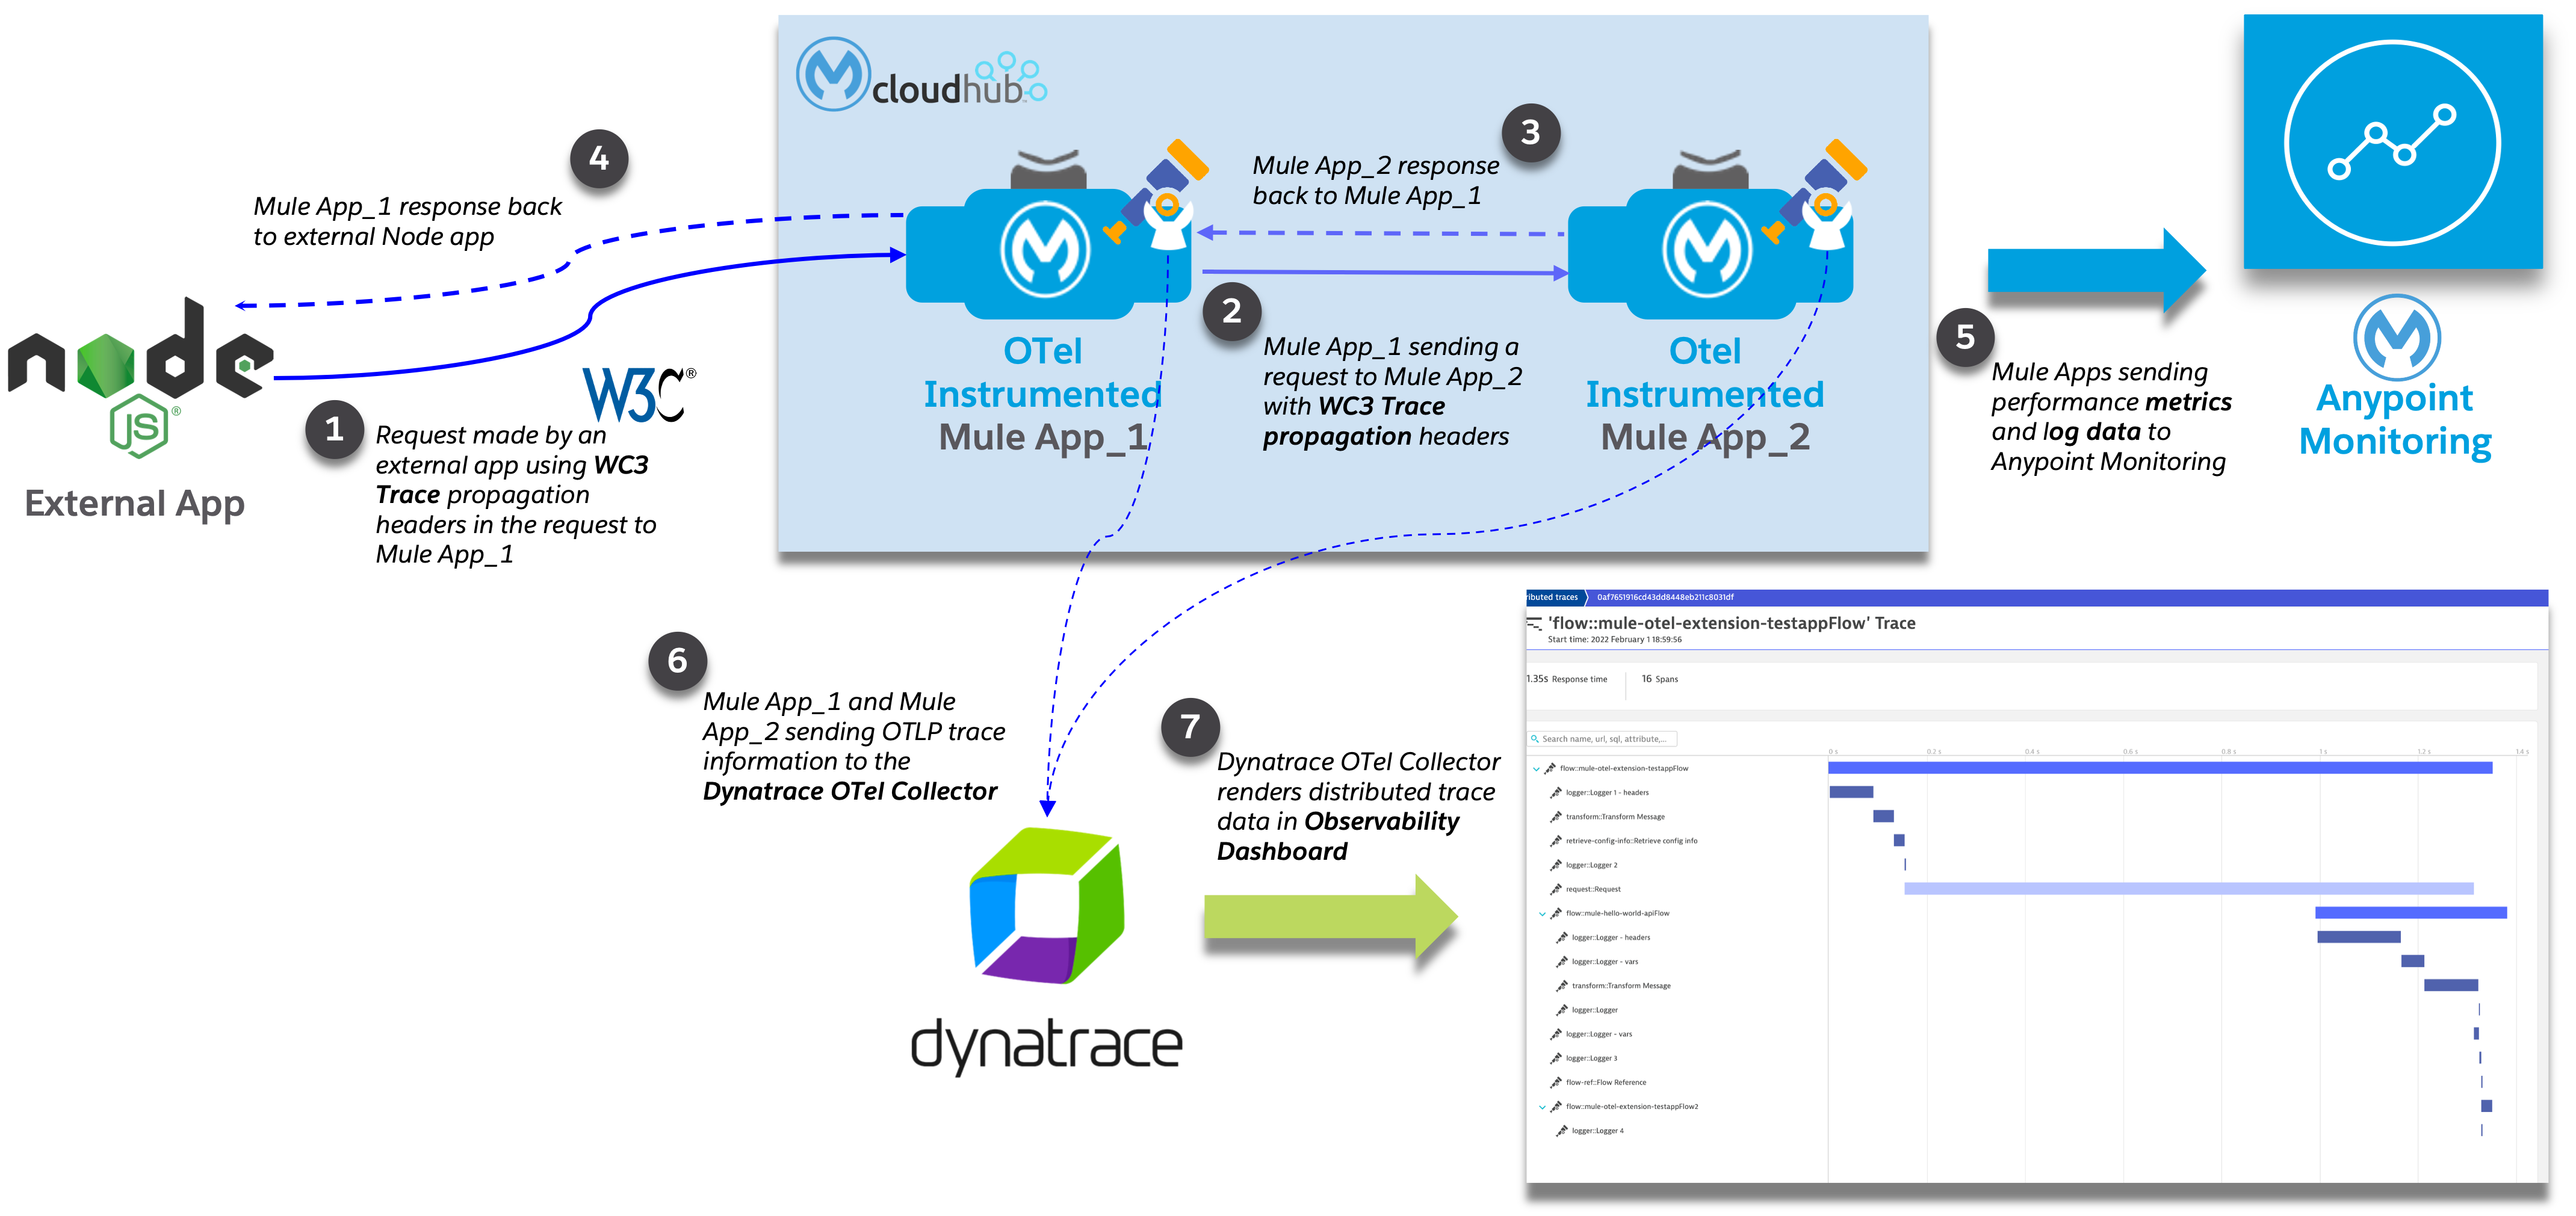 cloudhub
4
3
Mule App_1 response back
to external Node app
Mule App_2 response
back to Mule App_1
node
JS®
External App
W3C®
1
Request made by an
external app using WC3
Trace propagation
headers in the request to
Mule App_1
OTel
Instrumented
Mule App_1
2
Mule App_1 sending a
request to Mule App_2
with WC3 Trace
propagation headers
Otel
Instrumented
Mule App_2
5
Mule Apps sending
performance metrics
and log data to
Anypoint Monitoring
Anypoint
Monitoring
6
Mule App_1 and Mule
App_2 sending OTLP trace
information to the
Dynatrace OTel Collector
7
Dynatrace OTel Collector
renders distributed trace
data in Observability
Dashboard
dynatrace
ributed traces 0af7651916cd43dd8448eb211c8031df
'flow::mule-otel-extension-testappFlow' Trace
Start time: 2022 February 1 18:59:56
1.35s Response time 16 Spans
Search name, url, sql, attribute,...
0 s 0.2 s 0.4 s 0.6 s 0.8 s 1 s 1.2 s 1.4 s
flow::mule-otel-extension-testappFlow
logger::Logger 1 - headers
transform::Transform Message
retrieve-config-info::Retrieve config info
logger::Logger 2
request::Request
flow::mule-hello-world-apiFlow
logger::Logger - headers
logger::Logger - vars
transform::Transform Message
logger::Logger
logger::Logger - vars
logger::Logger 3
flow-ref::Flow Reference
flow::mule-otel-extension-testappFlow2
logger::Logger 4